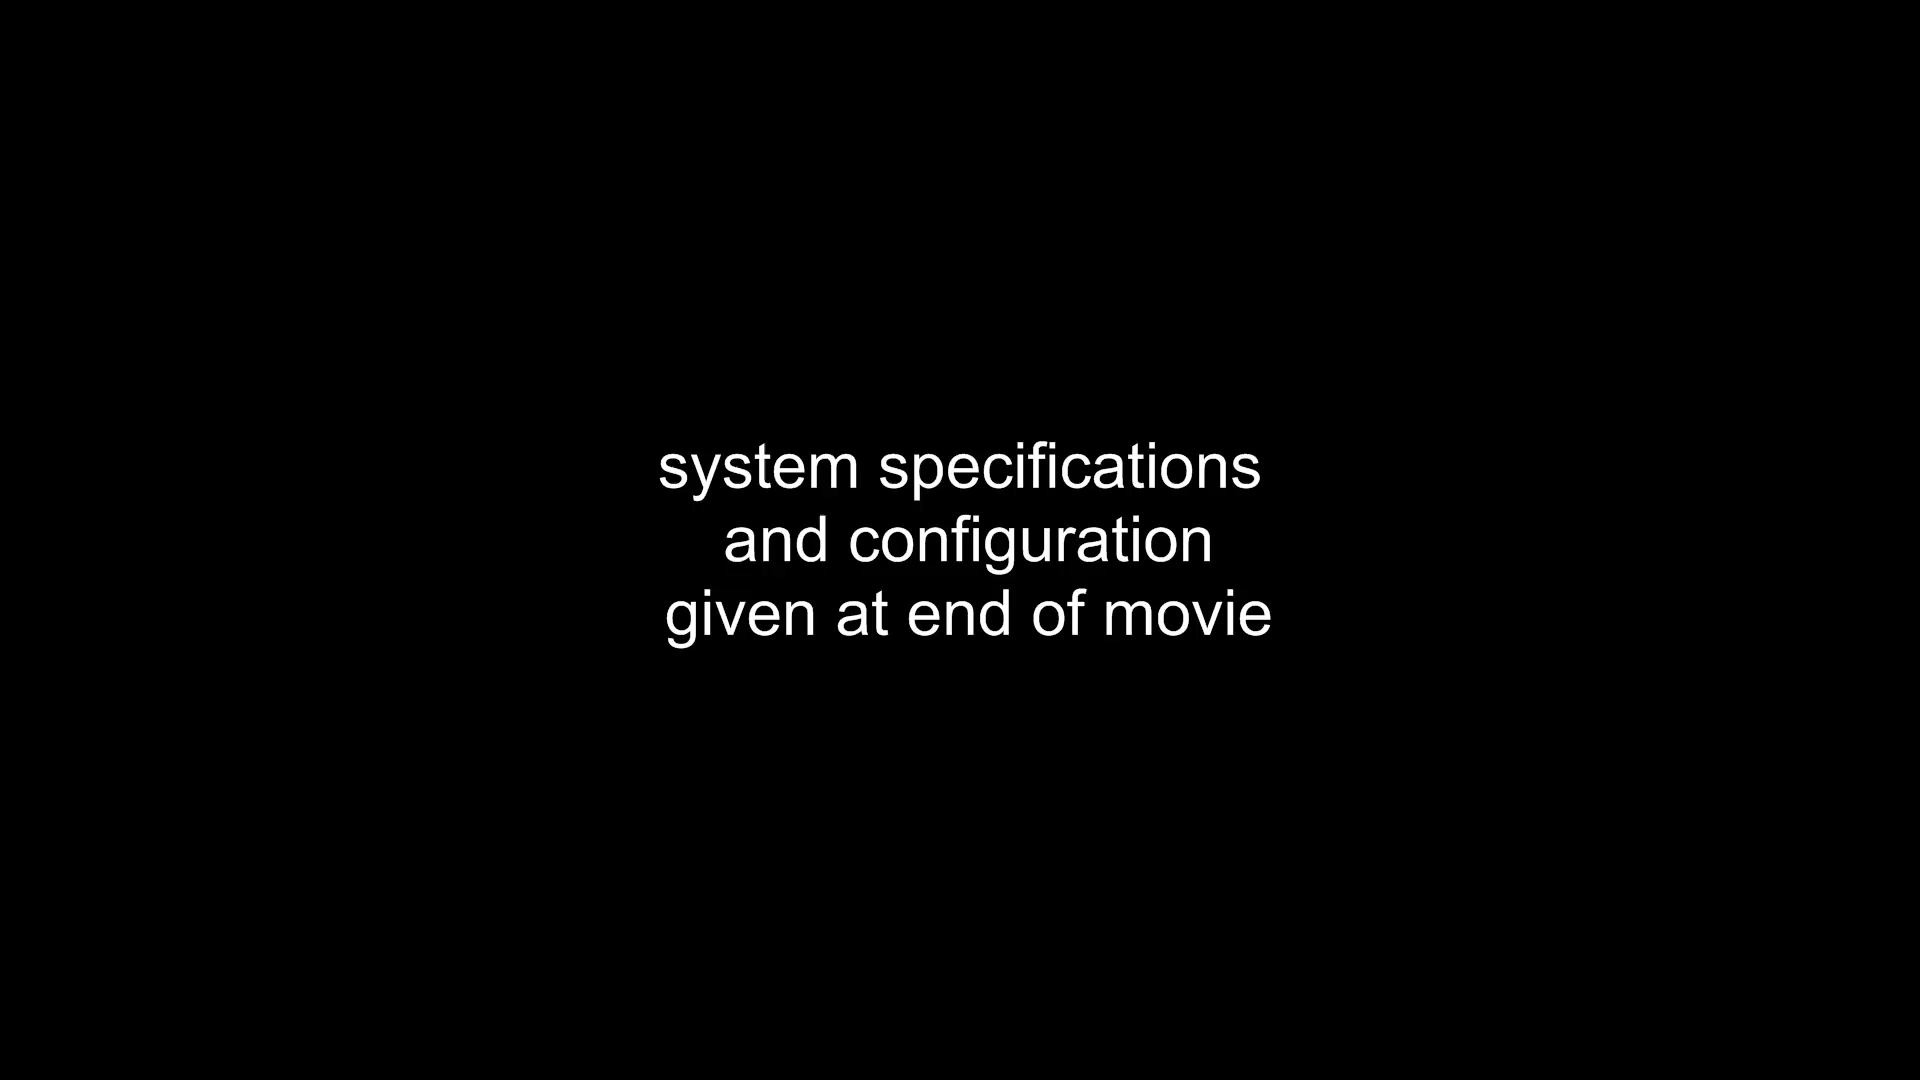 system specifications
and configuration
given at end of movie